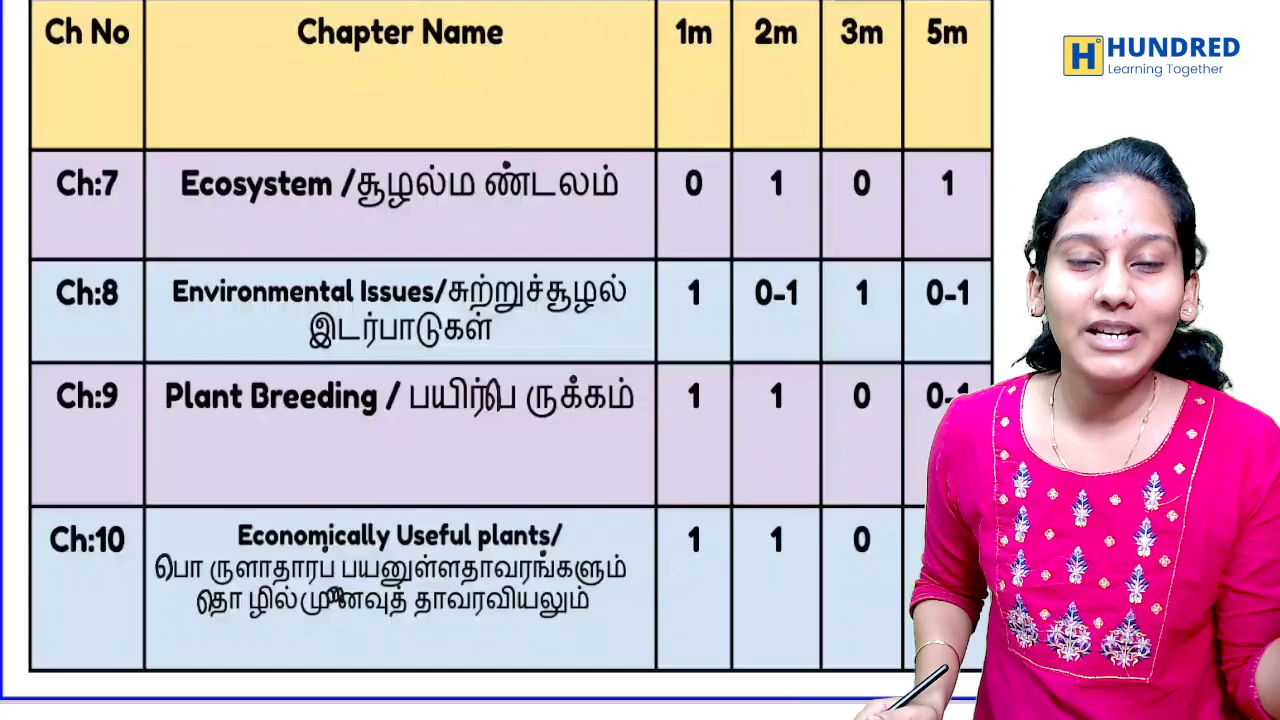 Ch No Chapter Name 1m 2m 3m 5m
H HUNDRED
Learning Together
Ch:7 Ecosystem /சூழல்ம ண்டலம் 0 1 0 1
Ch:8 Environmental Issues/சுற்றுச்சூழல் 1 0-1 1 0-1
இடர்பாடுகள்
Ch:9 Plant Breeding / பயிர்ப்பெ ருக்கம் 1 1 0
Ch:10 Economically Useful plants/ 1 1 0
பொ ருளாதாரப் பயனுள்ளதாவரங்களும்
தாவரவியலும்